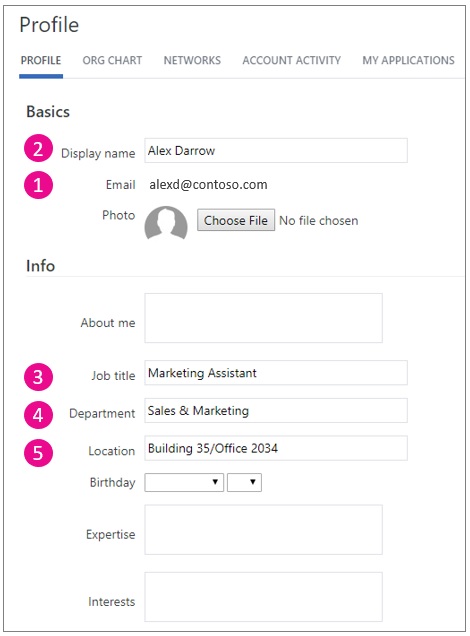 Profile
PROFILE ORG CHART NETWORKS ACCOUNT ACTIVITY MY APPLICATIONS
Basics
2 Display name Alex Darrow
1 Email alexd@contoso.com
Photo Choose File No file chosen
Info
About me
3 Job title Marketing Assistant
4 Department Sales & Marketing
5 Location Building 35/Office 2034
Birthday
Expertise
Interests